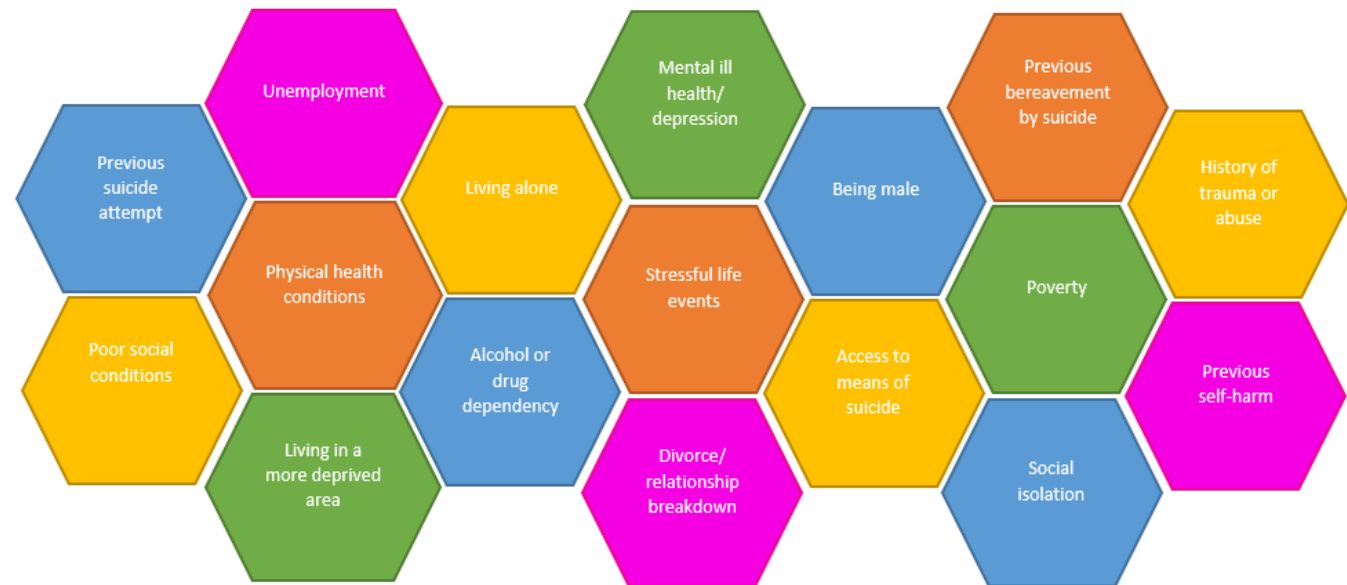 Unemployment
Mental ill
health/
depression
Previous
bereavement
by suicide
Previous
suicide
attempt
Living alone
Being male
History of
trauma or
abuse
Physical health
conditions
Stressful life
events
Poverty
Poor social
conditions
Alcohol or
drug
dependency
Access to
means of
suicide
Previous
self-harm
Living in a
more deprived
area
Divorce/
relationship
breakdown
Social
isolation